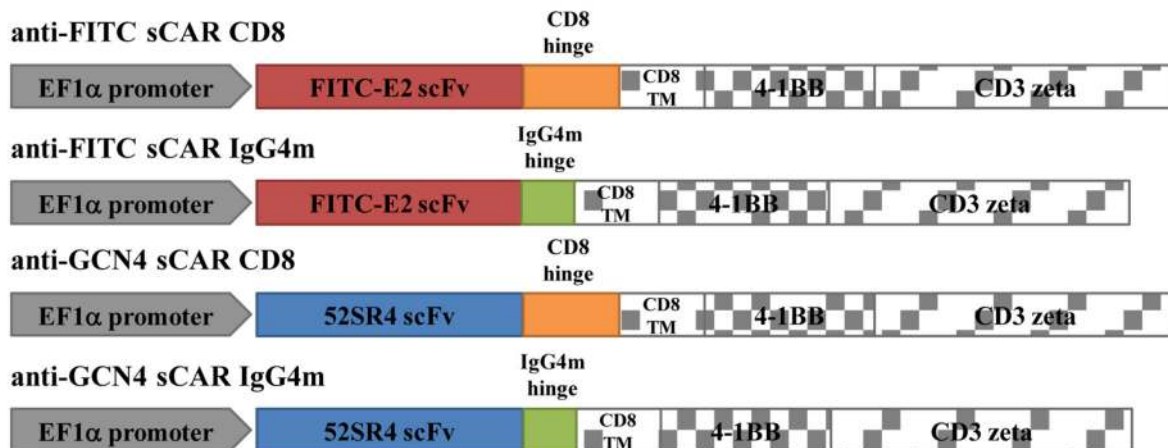 anti-FITC sCAR CD8
CD8
hinge
EF1α promoter FITC-E2 scFv CD8 TM 4-1BB CD3 zeta
anti-FITC sCAR IgG4m
IgG4m
hinge
EF1α promoter FITC-E2 scFv CD8 TM 4-1BB CD3 zeta
anti-GCN4 sCAR CD8
CD8
hinge
EF1α promoter 52SR4 scFv CD8 TM 4-1BB CD3 zeta
anti-GCN4 sCAR IgG4m
IgG4m
hinge
EF1α promoter 52SR4 scFv CD8 TM 4-1BB CD3 zeta